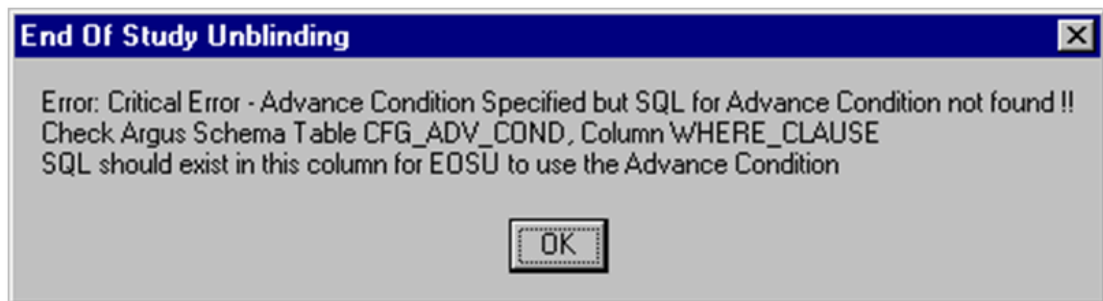 End Of Study Unblinding
Error: Critical Error - Advance Condition Specified but SQL for Advance Condition not found !!
Check Argus Schema Table CFG_ADV_COND, Column WHERE_CLAUSE
SQL should exist in this column for EOSU to use the Advance Condition
OK